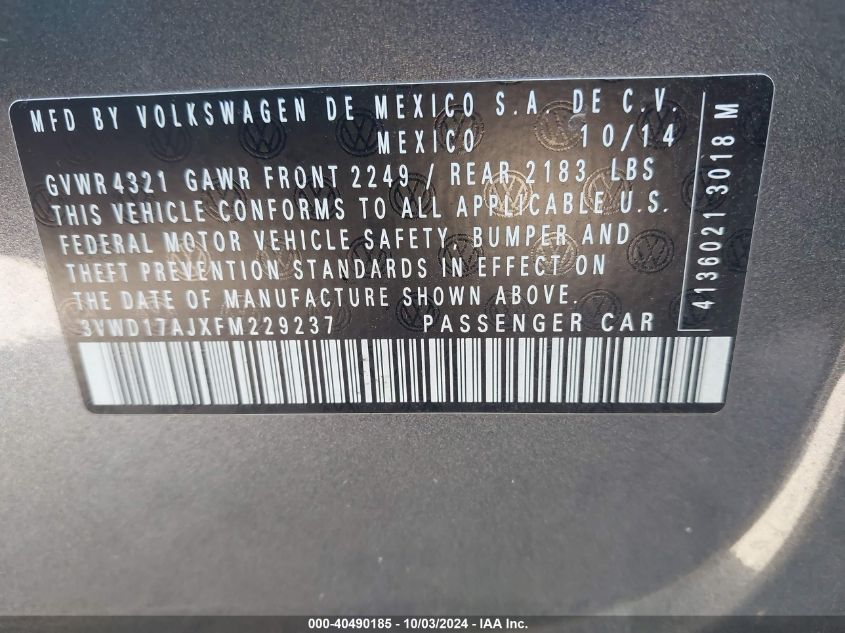 MFD BY VOLKSWAGEN DE MEXICO S.A. DE C.V.
MEXICO 10/14
GVWR 4321 GAWR FRONT 2249 / REAR 2183 LBS
THIS VEHICLE CONFORMS TO ALL APPLICABLE U.S.
FEDERAL MOTOR VEHICLE SAFETY, BUMPER AND
THEFT PREVENTION STANDARDS IN EFFECT ON
THE DATE OF MANUFACTURE SHOWN ABOVE.
3VWD17AJXFM229237 PASSENGER CAR
4136021 3018 M
000-40490185 - 10/03/2024 - IAA Inc.